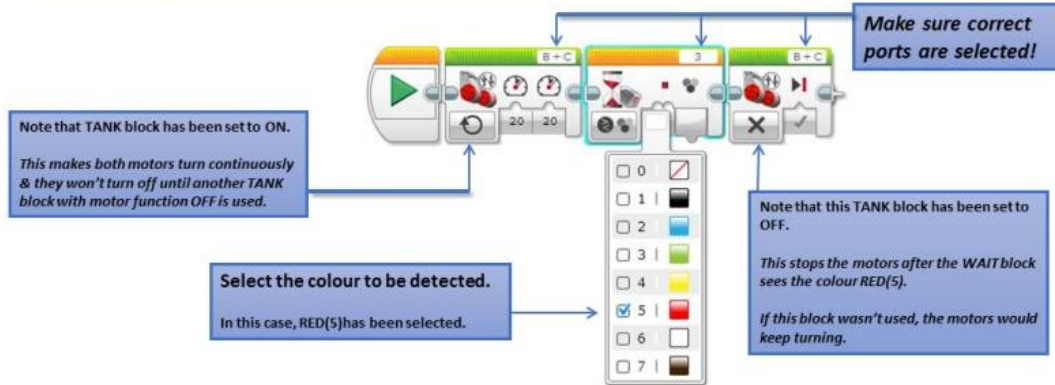 Make sure correct
ports are selected!
B + C
3
B + C
20 20
Note that TANK block has been set to ON.
This makes both motors turn continuously
& they won't turn off until another TANK
block with motor function OFF is used.
0
1
2
3
4
5
6
7
Select the colour to be detected.
In this case, RED(5)has been selected.
Note that this TANK block has been set to
OFF.
This stops the motors after the WAIT block
sees the colour RED(5).
If this block wasn't used, the motors would
keep turning.